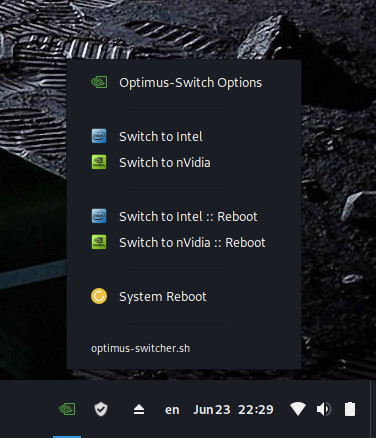 Optimus-Switch Options
Switch to Intel
Switch to nVidia
Switch to Intel :: Reboot
Switch to nVidia :: Reboot
System Reboot
optimus-switcher.sh
en Jun 23 22:29